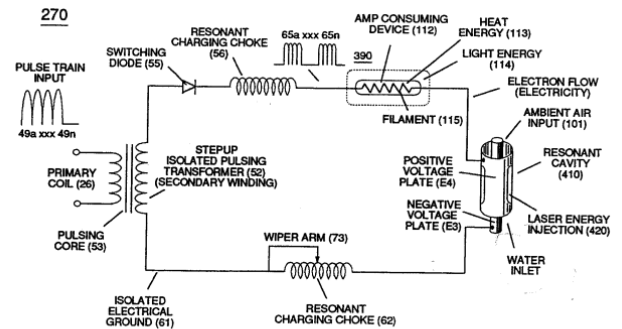 270
RESONANT
CHARGING CHOKE
(56)
65a xxx 65n
390
AMP CONSUMING
DEVICE (112)
HEAT
ENERGY (113)
LIGHT ENERGY
(114)
SWITCHING
DIODE (55)
PULSE TRAIN
INPUT
49a xxx 49n
ELECTRON FLOW
(ELECTRICITY)
FILAMENT (115)
AMBIENT AIR
INPUT (101)
STEPUP
ISOLATED PULSING
TRANSFORMER (52)
(SECONDARY WINDING)
PRIMARY
COIL (26)
POSITIVE
VOLTAGE
PLATE (E4)
RESONANT
CAVITY
(410)
NEGATIVE
VOLTAGE
PLATE (E3)
LASER ENERGY
INJECTION (420)
PULSING
CORE (53)
WIPER ARM (73)
WATER
INLET
ISOLATED
ELECTRICAL
GROUND (61)
RESONANT
CHARGING CHOKE (62)